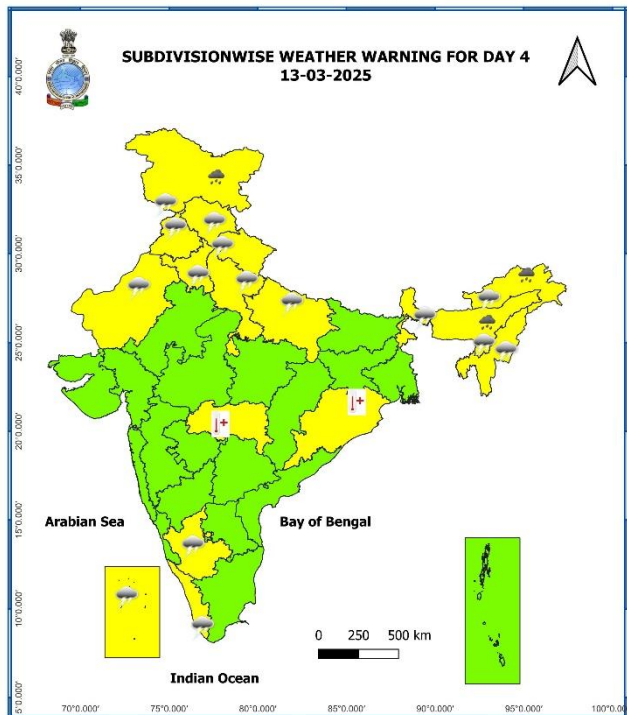 SUBDIVISIONWISE WEATHER WARNING FOR DAY 4
13-03-2025
40°0.000'
35°0.000'
30°0.000'
25°0.000'
20°0.000'
15°0.000'
10°0.000'
5°0.000'
Arabian Sea
Bay of Bengal
0 250 500 km
Indian Ocean
70°0.000' 75°0.000' 80°0.000' 85°0.000' 90°0.000' 95°0.000' 100°0.000'